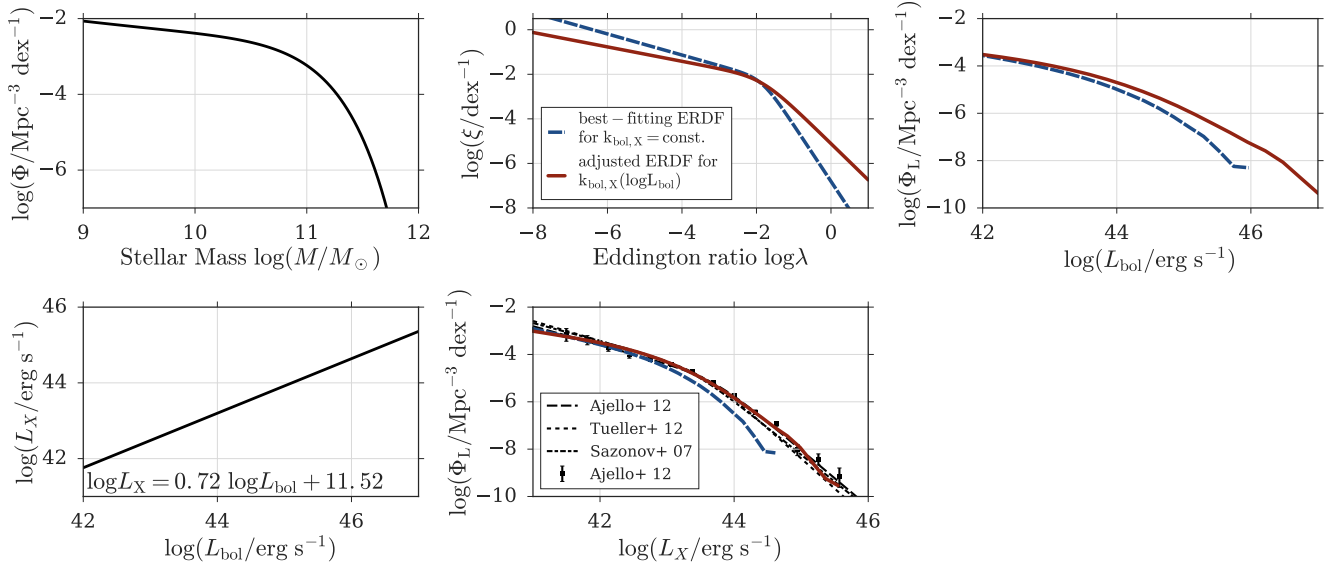 log(Φ/Mpc⁻³ dex⁻¹)
−2
−4
−6
9 10 11 12
Stellar Mass log(M/M⊙)
log(ξ/dex⁻¹)
0
−2
−4
−6
−8
best − fitting ERDF
for k_bol, X = const.
adjusted ERDF for
k_bol, X(logL_bol)
−8 −6 −4 −2 0
Eddington ratio logλ
log(Φ_L/Mpc⁻³ dex⁻¹)
−2
−4
−6
−8
−10
42 44 46
log(L_bol/erg s⁻¹)
log(L_X/erg s⁻¹)
46
44
42
logL_X = 0.72 logL_bol + 11.52
42 44 46
log(L_bol/erg s⁻¹)
log(Φ_L/Mpc⁻³ dex⁻¹)
−2
−4
−6
−8
−10
Ajello+ 12
Tueller+ 12
Sazonov+ 07
Ajello+ 12
42 44 46
log(L_X/erg s⁻¹)